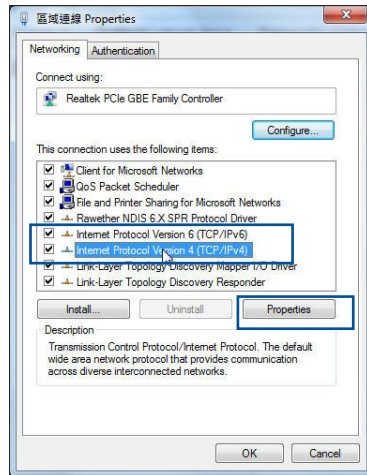 區域連線 Properties
Networking Authentication
Connect using:
Realtek PCIe GBE Family Controller
Configure...
This connection uses the following items:
Client for Microsoft Networks
QoS Packet Scheduler
File and Printer Sharing for Microsoft Networks
Rawether NDIS 6.X SPR Protocol Driver
Internet Protocol Version 6 (TCP/IPv6)
Internet Protocol Version 4 (TCP/IPv4)
Link-Layer Topology Discovery Mapper I/O Driver
Link-Layer Topology Discovery Responder
Install... Uninstall Properties
Description
Transmission Control Protocol/Internet Protocol. The default
wide area network protocol that provides communication
across diverse interconnected networks.
OK Cancel